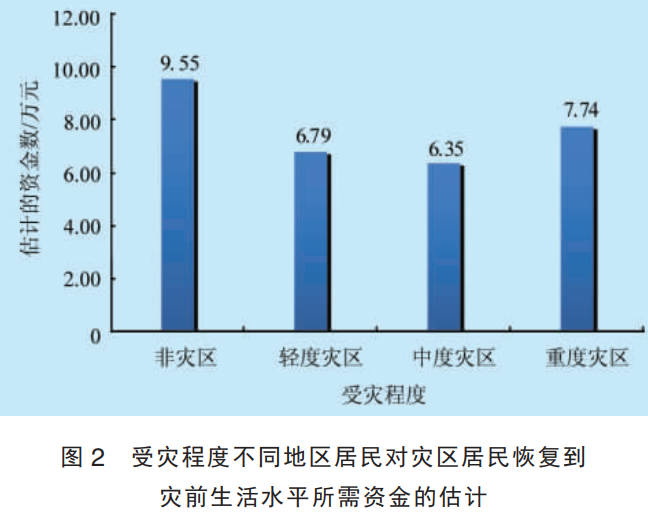 12.00
10.00
8.00
6.00
4.00
2.00
0
估计的资金数/万元
9.55
6.79
6.35
7.74
非灾区
轻度灾区
中度灾区
重度灾区
受灾程度
图 2 受灾程度不同地区居民对灾区居民恢复到
灾前生活水平所需资金的估计